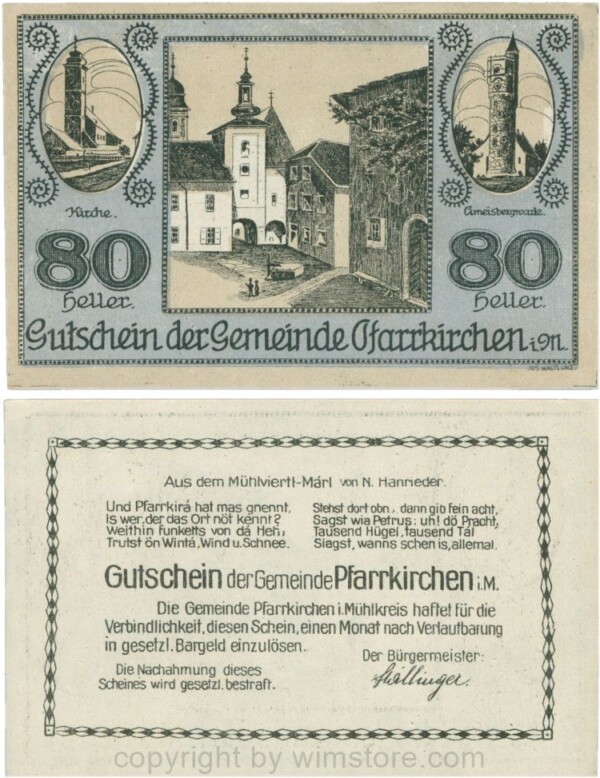 Kirche.
Ameisbergwarte.
80
80
Heller.
Heller.
Gutschein der Gemeinde Pfarrkirchen i.M.
Aus dem Mühlviertl-Márl von N. Hanrieder.
Und Pfarrkirá hat mas gnennt,
Is wer, der das Ort nöt kennt?
Weithin funkelts von dá Heh,
Trutst ön Wintá, Wind u. Schnee.
Stehst dort obn, dann gib fein acht,
Sagst wia Petrus: uh! dö Pracht,
Tausend Hügel, tausend Tál
Siagst, wanns schen is, allemal.
Gutschein der Gemeinde Pfarrkirchen i.M.
Die Gemeinde Pfarrkirchen i. Mühlkreis haftet für die
Verbindlichkeit, diesen Schein, einen Monat nach Verlautbarung
in gesetzl. Bargeld einzulösen.
Die Nachahmung dieses
Scheines wird gesetzl. bestraft.
Der Bürgermeister:
copyright by wimstore.com